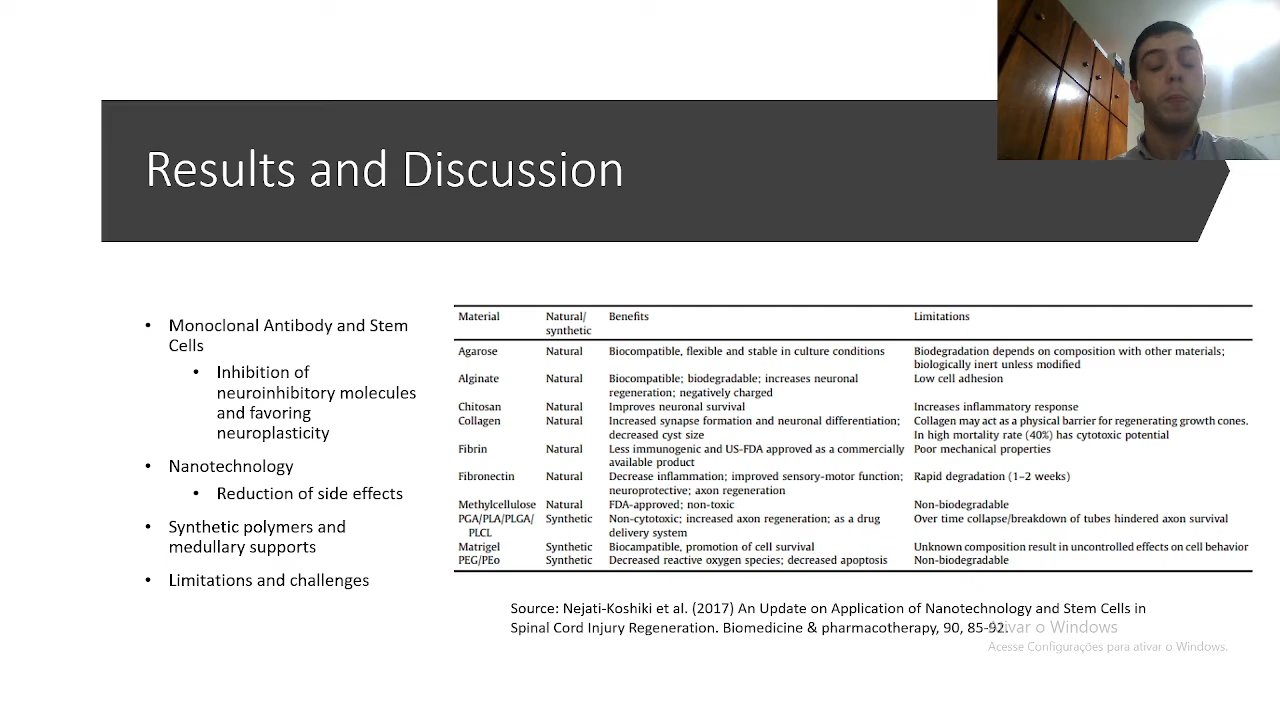 Results and Discussion
• Monoclonal Antibody and Stem
Cells
• Inhibition of
neuroinhibitory molecules
and favoring
neuroplasticity
• Nanotechnology
• Reduction of side effects
• Synthetic polymers and
medullary supports
• Limitations and challenges
Material Natural/ Benefits Limitations
synthetic
Agarose Natural Biocompatible, flexible and stable in culture conditions Biodegradation depends on composition with other materials;
biologically inert unless modified
Alginate Natural Biocompatible; biodegradable; increases neuronal Low cell adhesion
regeneration; negatively charged
Chitosan Natural Improves neuronal survival Increases inflammatory response
Collagen Natural Increased synapse formation and neuronal differentiation; Collagen may act as a physical barrier for regenerating growth cones.
decreased cyst size In high mortality rate (40%) has cytotoxic potential
Fibrin Natural Less immunogenic and US-FDA approved as a commercially Poor mechanical properties
available product
Fibronectin Natural Decrease inflammation; improved sensory-motor function; Rapid degradation (1–2 weeks)
neuroprotective; axon regeneration
Methylcellulose Natural FDA-approved; non-toxic Non-biodegradable
PGA/PLA/PLGA/ Synthetic Non-cytotoxic; increased axon regeneration; as a drug Over time collapse/breakdown of tubes hindered axon survival
PLCL delivery system
Matrigel Synthetic Biocampatible, promotion of cell survival Unknown composition result in uncontrolled effects on cell behavior
PEG/PEo Synthetic Decreased reactive oxygen species; decreased apoptosis Non-biodegradable
Source: Nejati-Koshiki et al. (2017) An Update on Application of Nanotechnology and Stem Cells in
Spinal Cord Injury Regeneration. Biomedicine & pharmacotherapy, 90, 85-92.
Ativar o Windows
Acesse Configurações para ativar o Windows.